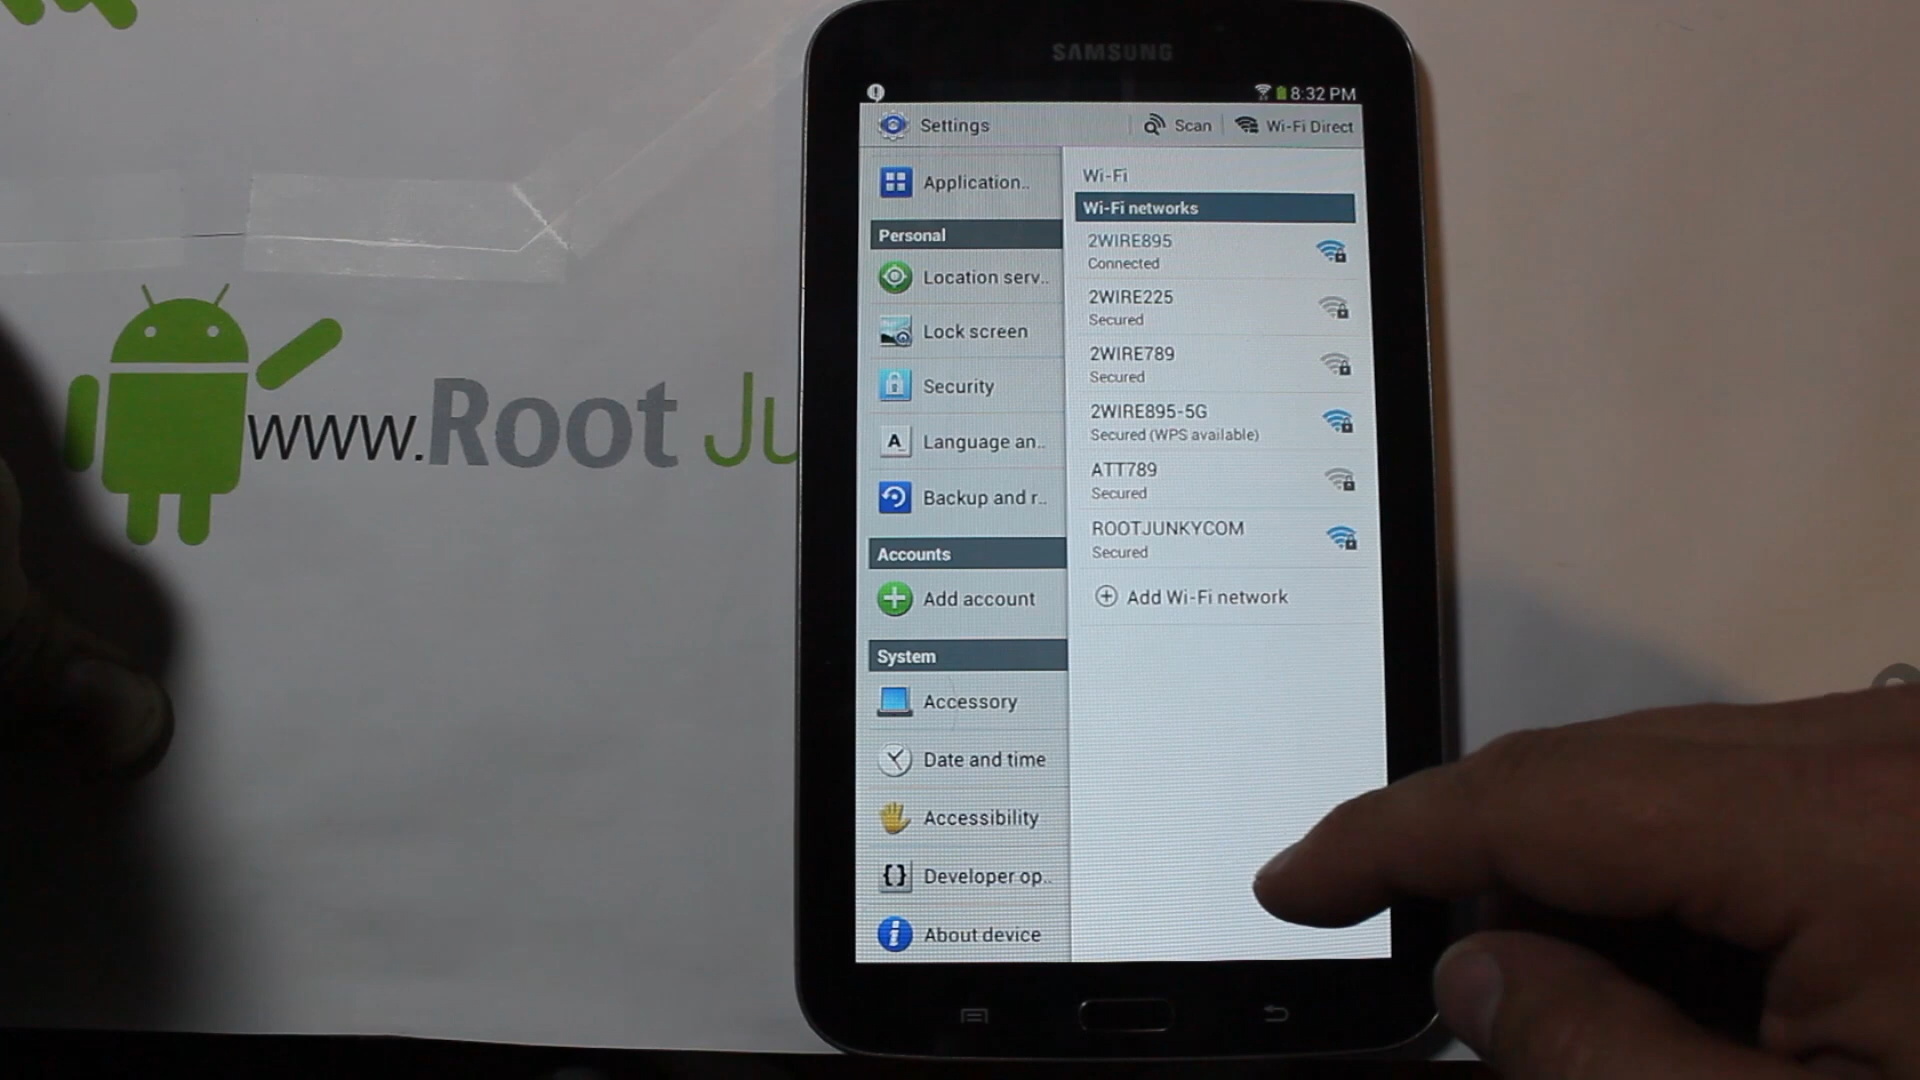 SAMSUNG
8:32 PM
Settings
Scan
Wi-Fi Direct
Application..
Personal
Location serv..
Lock screen
Security
Language an..
Backup and r..
Accounts
Add account
System
Accessory
Date and time
Accessibility
Developer op..
About device
Wi-Fi
Wi-Fi networks
2WIRE895
Connected
2WIRE225
Secured
2WIRE789
Secured
2WIRE895-5G
Secured (WPS available)
ATT789
Secured
ROOTJUNKYCOM
Secured
Add Wi-Fi network
www.Root Ju